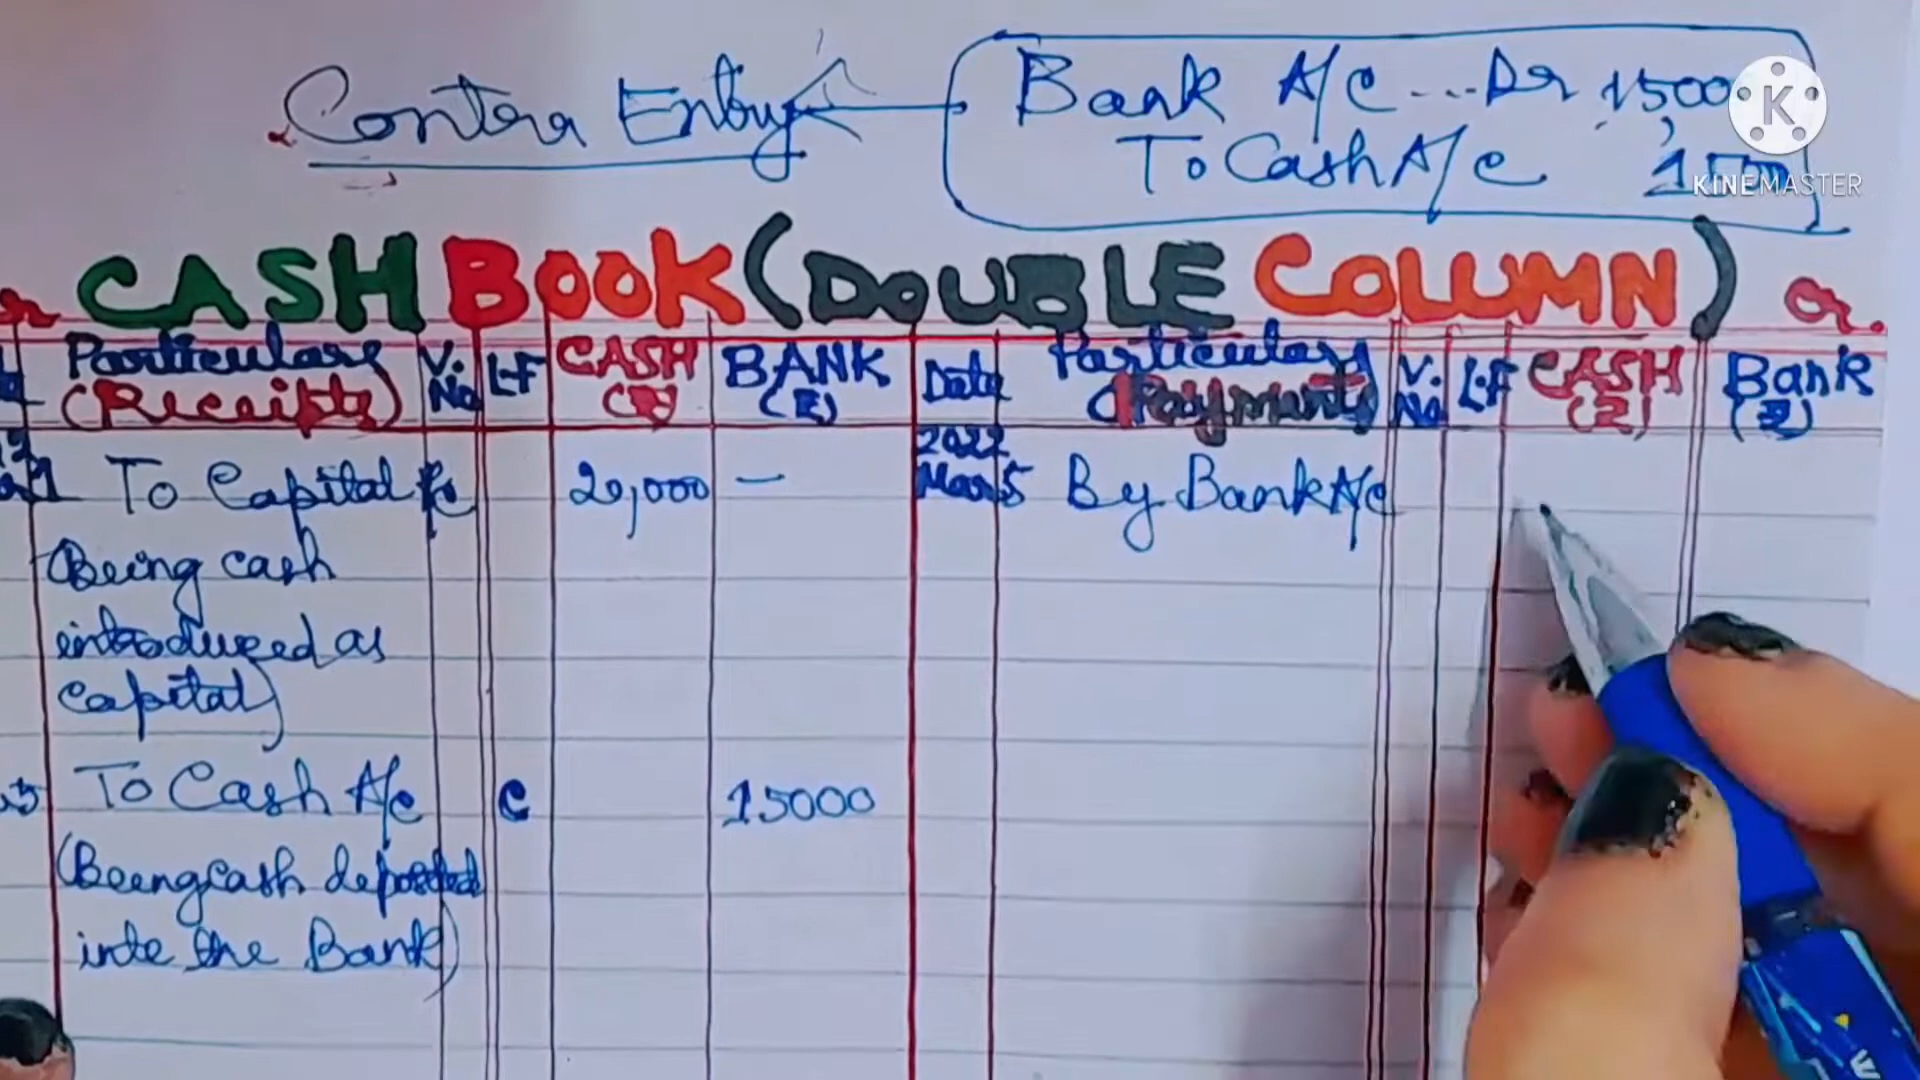 Contra Entry
Bank A/c ... Dr 1500
To Cash A/c
K
KINEMASTER
CASH BOOK (DOUBLE COLUMN) Cr.
Particulars (Receipts) V. No L.F CASH (₹) BANK (₹) Date Particulars (Payments) V. No L.F CASH (₹) Bank (₹)
2022
To Capital A/c 20,000 — Mar 5 By Bank A/c
(Being cash
introduced as
capital)
To Cash A/c C 15000
(Being cash deposited
into the Bank)